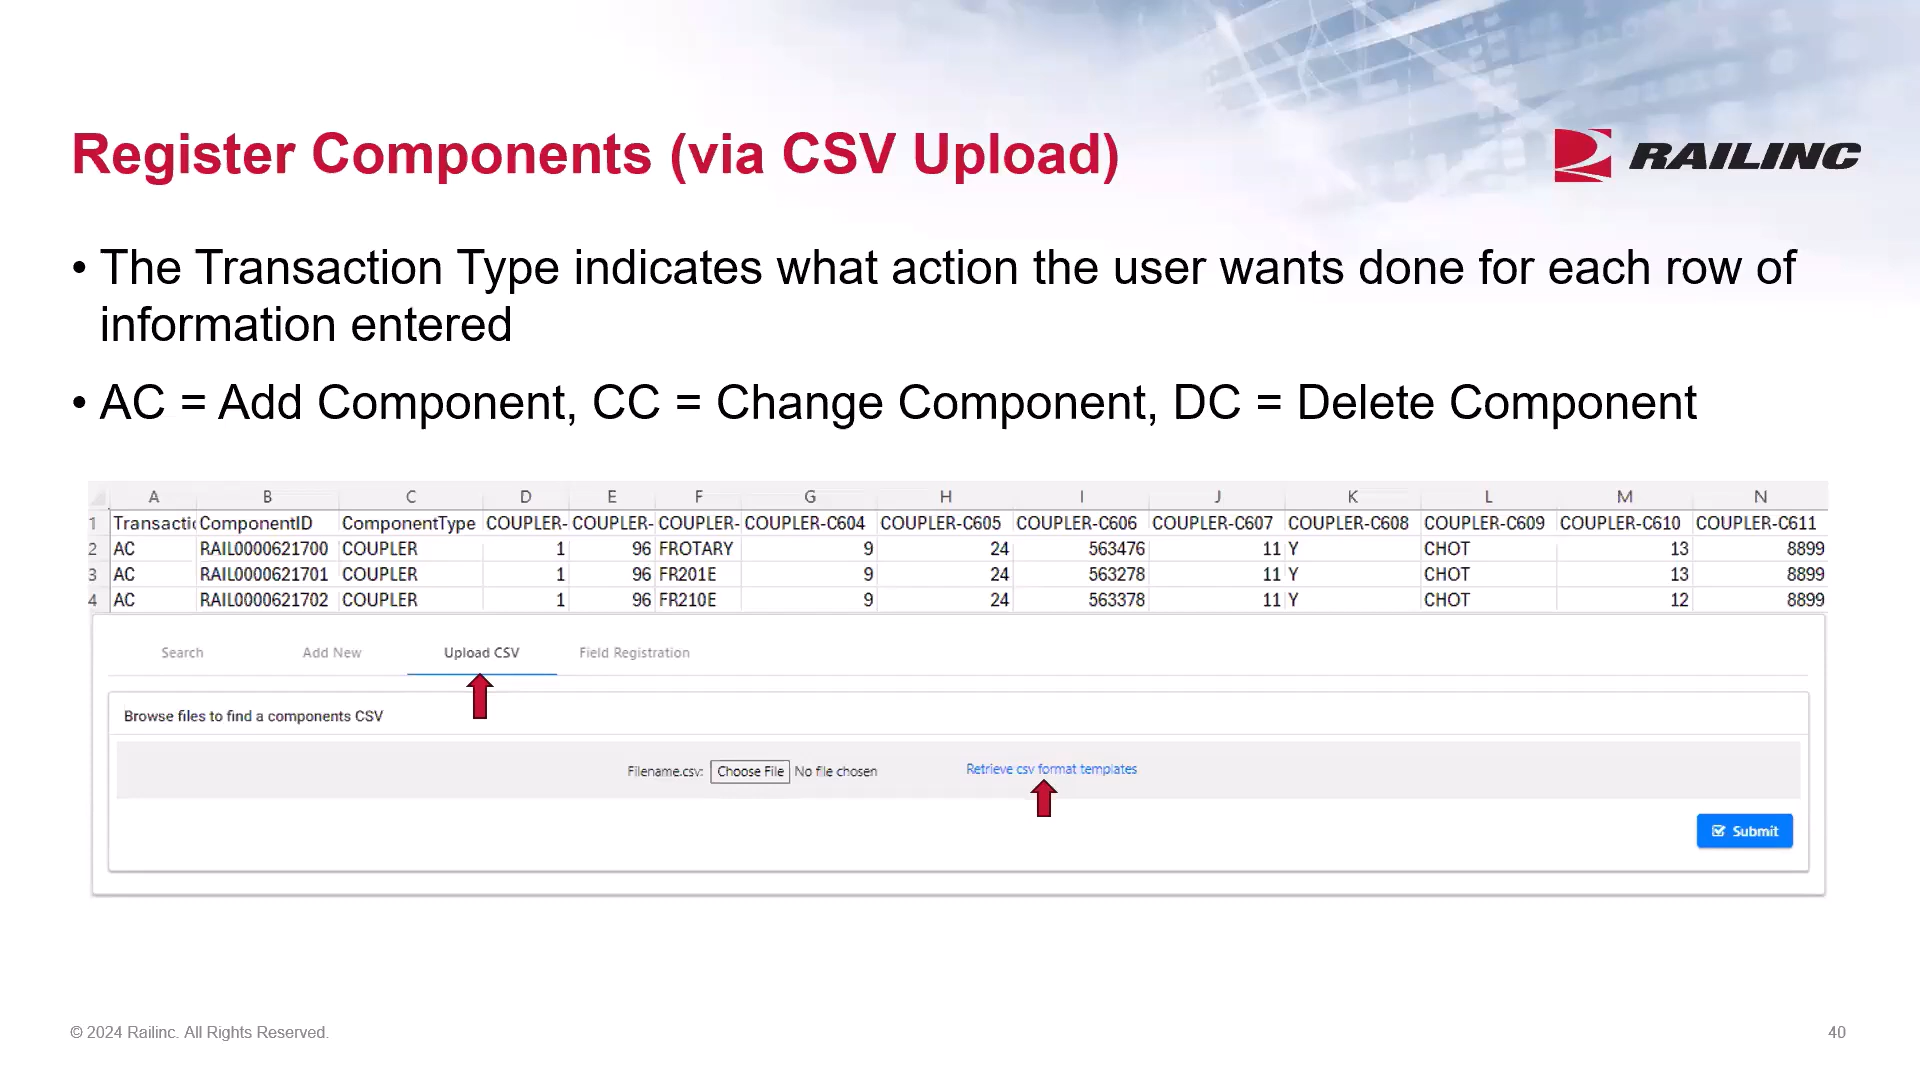 Register Components (via CSV Upload)
RAILINC
• The Transaction Type indicates what action the user wants done for each row of
information entered
• AC = Add Component, CC = Change Component, DC = Delete Component
A B C D E F G H I J K L M N
1 Transactic ComponentID ComponentType COUPLER- COUPLER- COUPLER- COUPLER-C604 COUPLER-C605 COUPLER-C606 COUPLER-C607 COUPLER-C608 COUPLER-C609 COUPLER-C610 COUPLER-C611
2 AC RAIL0000621700 COUPLER 1 96 FROTARY 9 24 563476 11 Y CHOT 13 8899
3 AC RAIL0000621701 COUPLER 1 96 FR201E 9 24 563278 11 Y CHOT 13 8899
4 AC RAIL0000621702 COUPLER 1 96 FR210E 9 24 563378 11 Y CHOT 12 8899
Search Add New Upload CSV Field Registration
Browse files to find a components CSV
Filename.csv: Choose File No file chosen Retrieve csv format templates
Submit
© 2024 Railinc. All Rights Reserved.
40